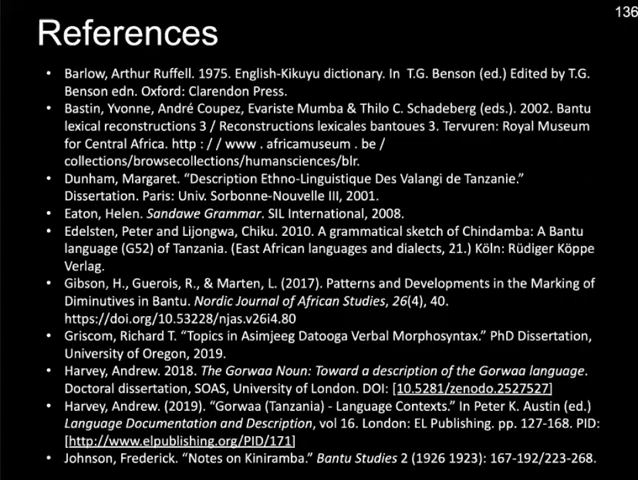 136
References
• Barlow, Arthur Ruffell. 1975. English-Kikuyu dictionary. In T.G. Benson (ed.) Edited by T.G.
Benson edn. Oxford: Clarendon Press.
• Bastin, Yvonne, André Coupez, Evariste Mumba & Thilo C. Schadeberg (eds.). 2002. Bantu
lexical reconstructions 3 / Reconstructions lexicales bantoues 3. Tervuren: Royal Museum
for Central Africa. http : / / www . africamuseum . be /
collections/browsecollections/humansciences/blr.
• Dunham, Margaret. “Description Ethno-Linguistique Des Valangi de Tanzanie.”
Dissertation. Paris: Univ. Sorbonne-Nouvelle III, 2001.
• Eaton, Helen. Sandawe Grammar. SIL International, 2008.
• Edelsten, Peter and Lijongwa, Chiku. 2010. A grammatical sketch of Chindamba: A Bantu
language (G52) of Tanzania. (East African languages and dialects, 21.) Köln: Rüdiger Köppe
Verlag.
• Gibson, H., Guerois, R., & Marten, L. (2017). Patterns and Developments in the Marking of
Diminutives in Bantu. Nordic Journal of African Studies, 26(4), 40.
https://doi.org/10.53228/njas.v26i4.80
• Griscom, Richard T. “Topics in Asimjeeg Datooga Verbal Morphosyntax.” PhD Dissertation,
University of Oregon, 2019.
• Harvey, Andrew. 2018. The Gorwaa Noun: Toward a description of the Gorwaa language.
Doctoral dissertation, SOAS, University of London. DOI: [10.5281/zenodo.2527527]
• Harvey, Andrew. (2019). “Gorwaa (Tanzania) - Language Contexts.” In Peter K. Austin (ed.)
Language Documentation and Description, vol 16. London: EL Publishing. pp. 127-168. PID:
[http://www.elpublishing.org/PID/171]
• Johnson, Frederick. “Notes on Kiniramba.” Bantu Studies 2 (1926 1923): 167-192/223-268.